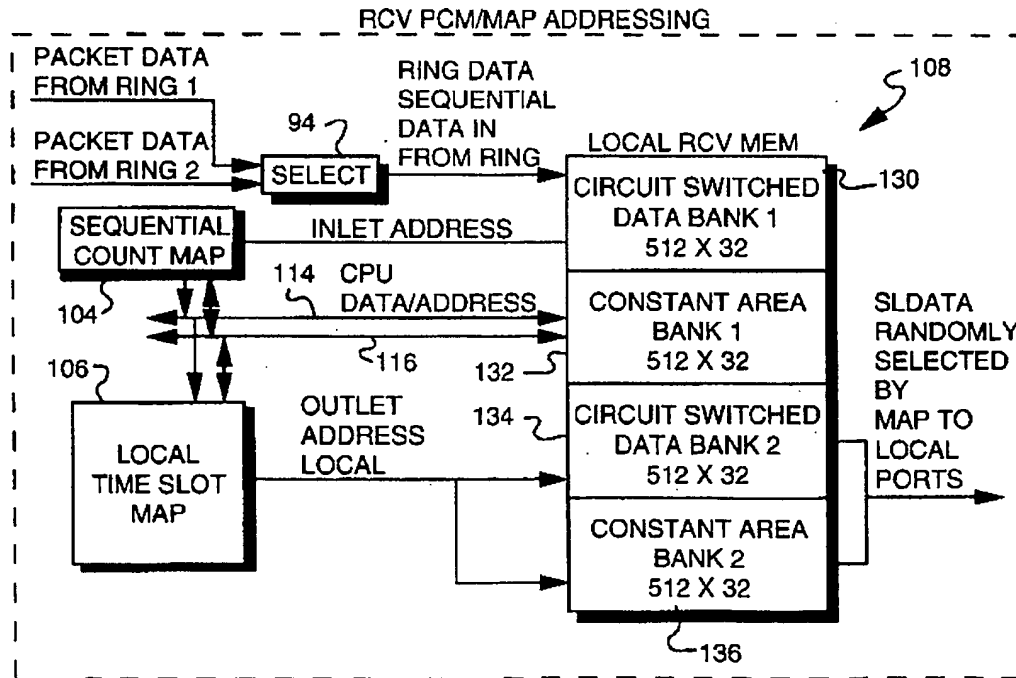 RCV PCM/MAP ADDRESSING
PACKET DATA
FROM RING 1
PACKET DATA
FROM RING 2
94
SELECT
RING DATA
SEQUENTIAL
DATA IN
FROM RING
108
LOCAL RCV MEM
130
CIRCUIT SWITCHED
DATA BANK 1
512 X 32
SEQUENTIAL
COUNT MAP
104
INLET ADDRESS
114
CPU
DATA/ADDRESS
116
CONSTANT AREA
BANK 1
512 X 32
132
SLDATA
RANDOMLY
SELECTED
BY
MAP TO
LOCAL
PORTS
106
LOCAL
TIME SLOT
MAP
OUTLET
ADDRESS
LOCAL
134
CIRCUIT SWITCHED
DATA BANK 2
512 X 32
CONSTANT AREA
BANK 2
512 X 32
136